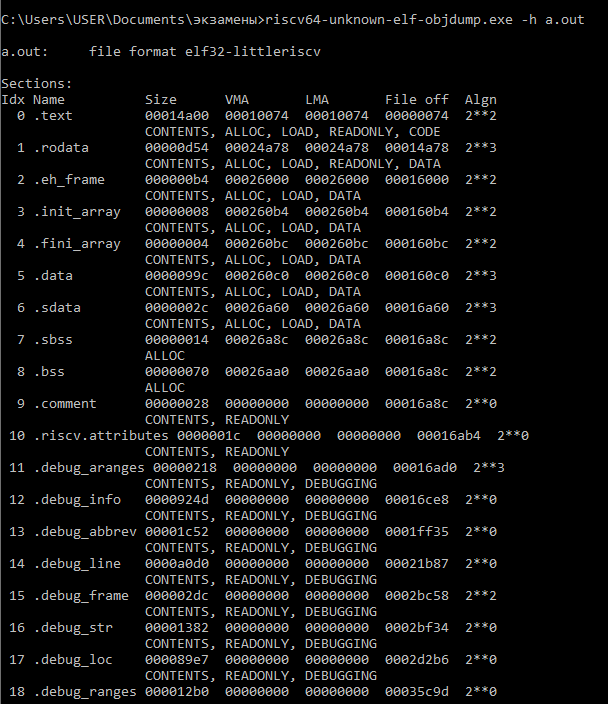 C:\Users\USER\Documents\экзамены>riscv64-unknown-elf-objdump.exe -h a.out
a.out:     file format elf32-littleriscv
Sections:
Idx Name          Size      VMA       LMA       File off  Algn
  0 .text         00014a00  00010074  00010074  00000074  2**2
                  CONTENTS, ALLOC, LOAD, READONLY, CODE
  1 .rodata       00000d54  00024a78  00024a78  00014a78  2**3
                  CONTENTS, ALLOC, LOAD, READONLY, DATA
  2 .eh_frame     000000b4  00026000  00026000  00016000  2**2
                  CONTENTS, ALLOC, LOAD, DATA
  3 .init_array   00000008  000260b4  000260b4  000160b4  2**2
                  CONTENTS, ALLOC, LOAD, DATA
  4 .fini_array   00000004  000260bc  000260bc  000160bc  2**2
                  CONTENTS, ALLOC, LOAD, DATA
  5 .data         0000099c  000260c0  000260c0  000160c0  2**3
                  CONTENTS, ALLOC, LOAD, DATA
  6 .sdata        0000002c  00026a60  00026a60  00016a60  2**3
                  CONTENTS, ALLOC, LOAD, DATA
  7 .sbss         00000014  00026a8c  00026a8c  00016a8c  2**2
                  ALLOC
  8 .bss          00000070  00026aa0  00026aa0  00016a8c  2**2
                  ALLOC
  9 .comment      00000028  00000000  00000000  00016a8c  2**0
                  CONTENTS, READONLY
 10 .riscv.attributes 0000001c  00000000  00000000  00016ab4  2**0
                  CONTENTS, READONLY
 11 .debug_aranges 00000218  00000000  00000000  00016ad0  2**3
                  CONTENTS, READONLY, DEBUGGING
 12 .debug_info   0000924d  00000000  00000000  00016ce8  2**0
                  CONTENTS, READONLY, DEBUGGING
 13 .debug_abbrev 00001c52  00000000  00000000  0001ff35  2**0
                  CONTENTS, READONLY, DEBUGGING
 14 .debug_line   0000a0d0  00000000  00000000  00021b87  2**0
                  CONTENTS, READONLY, DEBUGGING
 15 .debug_frame  000002dc  00000000  00000000  0002bc58  2**2
                  CONTENTS, READONLY, DEBUGGING
 16 .debug_str    00001382  00000000  00000000  0002bf34  2**0
                  CONTENTS, READONLY, DEBUGGING
 17 .debug_loc    000089e7  00000000  00000000  0002d2b6  2**0
                  CONTENTS, READONLY, DEBUGGING
 18 .debug_ranges 000012b0  00000000  00000000  00035c9d  2**0